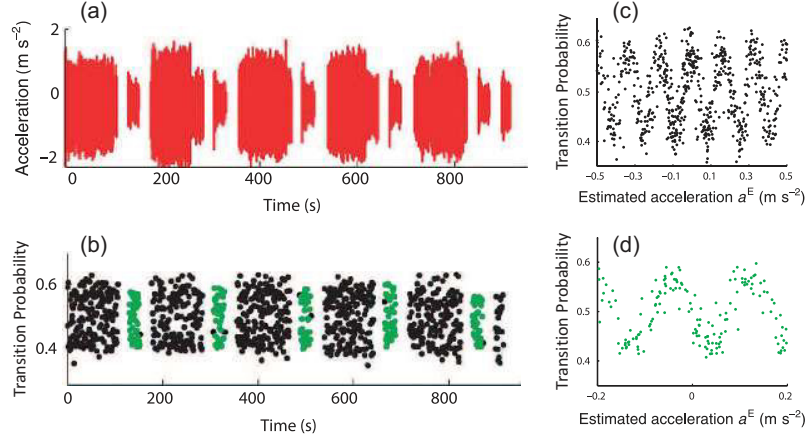 (a)
Acceleration (m s⁻²)
2
0
−2
0 200 400 600 800
Time (s)
(b)
Transition Probability
0.6
0.4
0 200 400 600 800
Time (s)
(c)
Transition Probability
0.6
0.5
0.4
-0.5 -0.3 -0.1 0.1 0.3 0.5
Estimated acceleration aᴱ (m s⁻²)
(d)
Transition Probability
0.6
0.5
0.4
−0.2 0 0.2
Estimated acceleration aᴱ (m s⁻²)